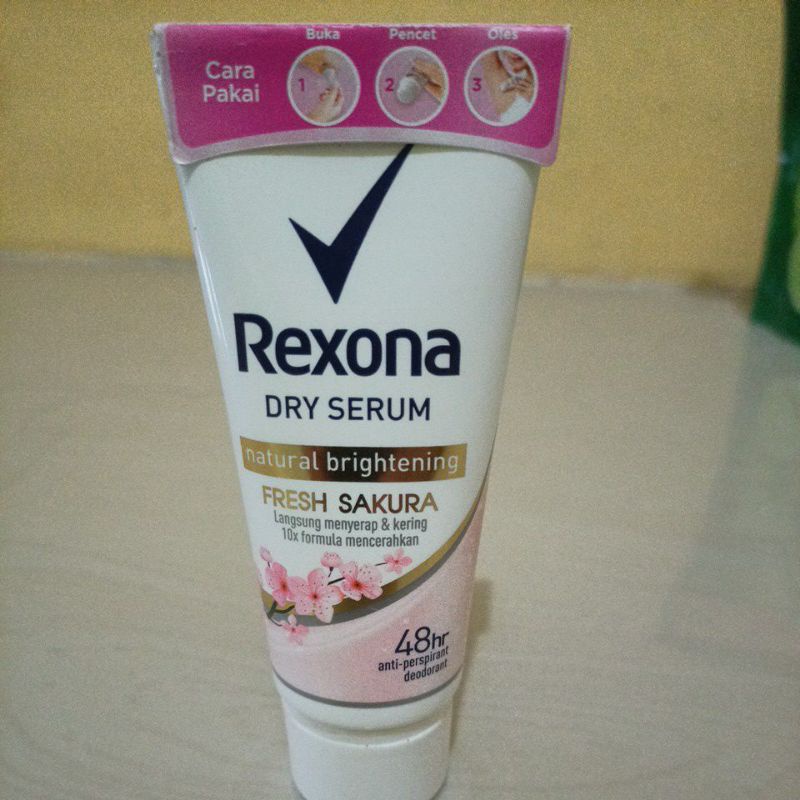 Cara
Pakai
Buka
1
Pencet
2
Oles
3
Rexona
DRY SERUM
natural brightening
FRESH SAKURA
Langsung menyerap & kering
10x formula mencerahkan
48hr
anti-perspirant
deodorant